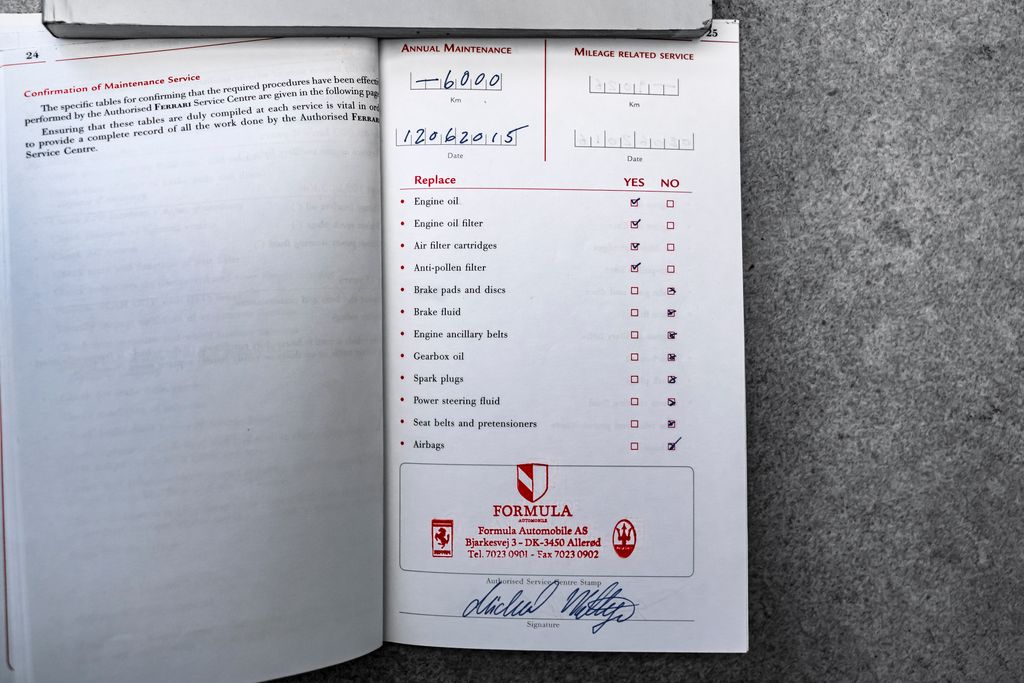 24
Confirmation of Maintenance Service
The specific tables for confirming that the required procedures have been
performed by the Authorised FERRARI Service Centre are given in the following
Ensuring that these tables are duly compiled at each service is vital in
to provide a complete record of all the work done by the Authorised
Service Centre.
25
ANNUAL MAINTENANCE
MILEAGE RELATED SERVICE
-6000
Km
Km
12062015
Date
Date
Replace YES NO
• Engine oil
• Engine oil filter
• Air filter cartridges
• Anti-pollen filter
• Brake pads and discs
• Brake fluid
• Engine ancillary belts
• Gearbox oil
• Spark plugs
• Power steering fluid
• Seat belts and pretensioners
• Airbags
FORMULA
AUTOMOBILE
Formula Automobile AS
Bjarkesvej 3 - DK-3450 Allerød
Tel. 7023 0901 - Fax 7023 0902
Authorised Service Centre Stamp
Signature